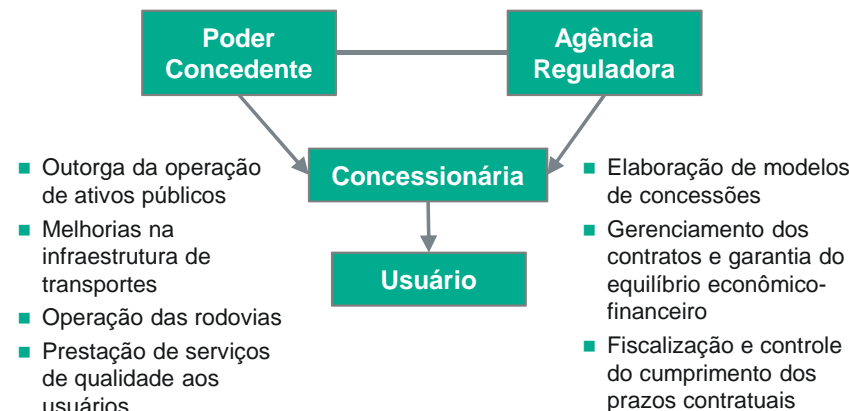 Poder
Concedente
Agência
Reguladora
Concessionária
Usuário
Outorga da operação
de ativos públicos
Melhorias na
infraestrutura de
transportes
Operação das rodovias
Prestação de serviços
de qualidade aos
usuários
Elaboração de modelos
de concessões
Gerenciamento dos
contratos e garantia do
equilíbrio econômico-
financeiro
Fiscalização e controle
do cumprimento dos
prazos contratuais